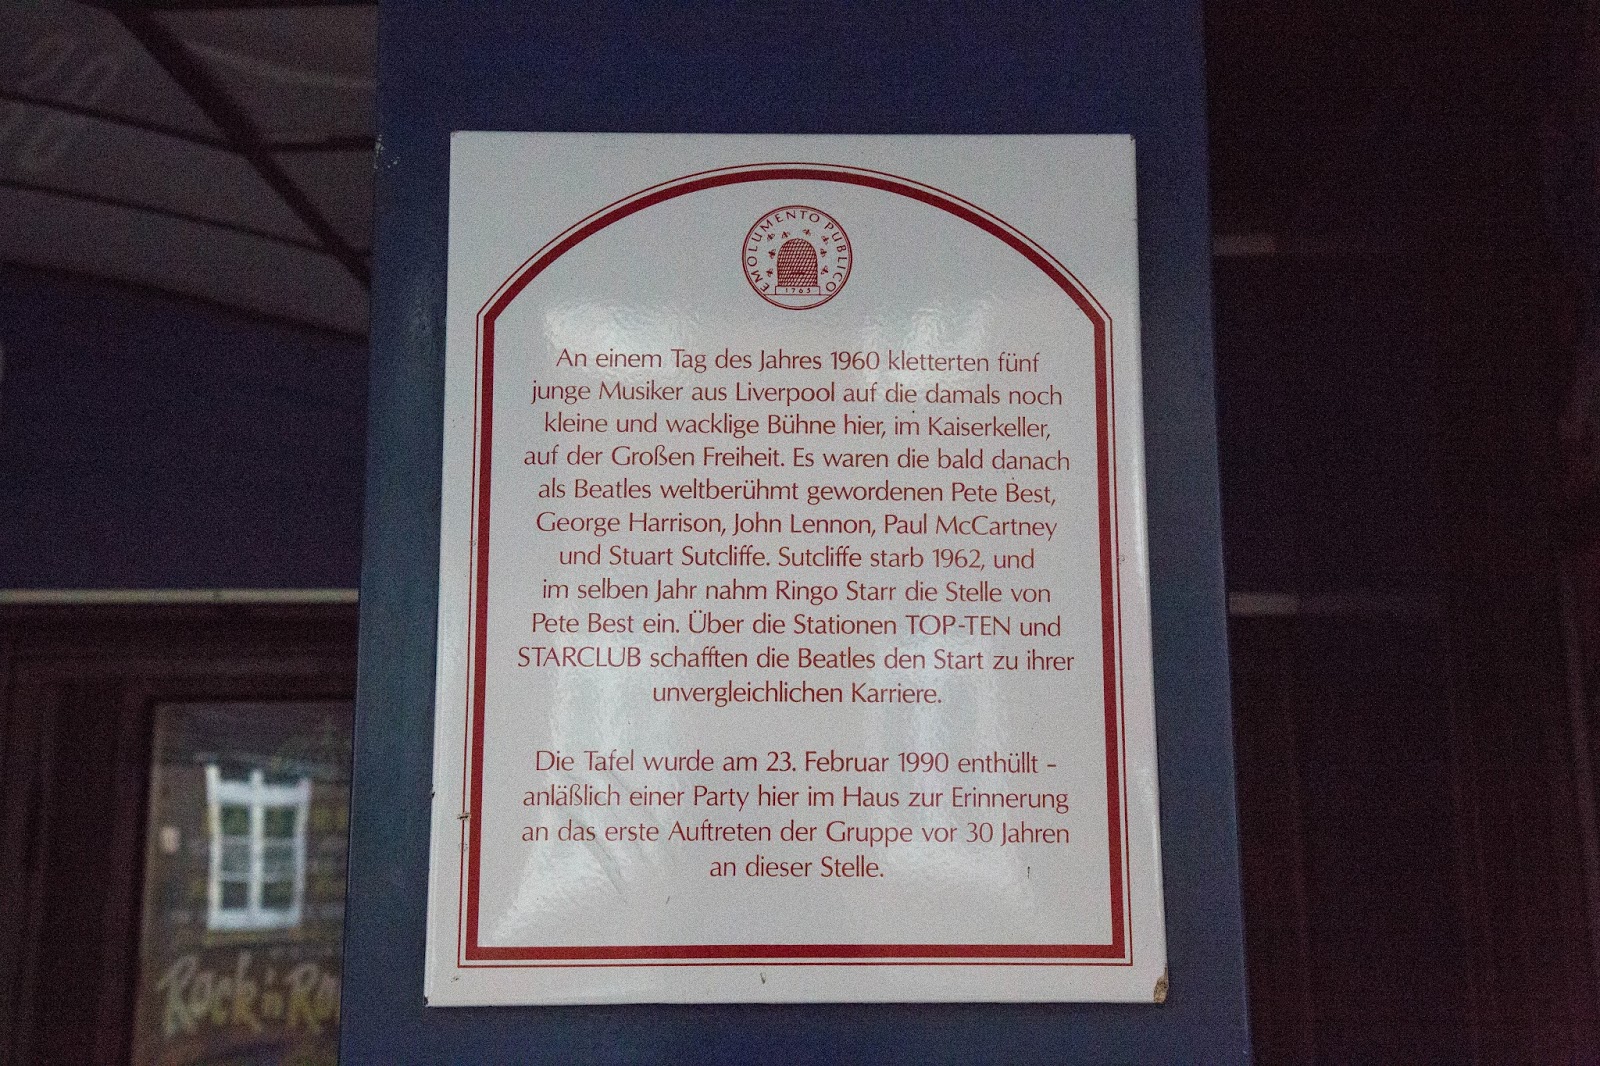 EMOLUMENTO PUBLICO
1765
An einem Tag des Jahres 1960 kletterten fünf
junge Musiker aus Liverpool auf die damals noch
kleine und wacklige Bühne hier, im Kaiserkeller,
auf der Großen Freiheit. Es waren die bald danach
als Beatles weltberühmt gewordenen Pete Best,
George Harrison, John Lennon, Paul McCartney
und Stuart Sutcliffe. Sutcliffe starb 1962, und
im selben Jahr nahm Ringo Starr die Stelle von
Pete Best ein. Über die Stationen TOP-TEN und
STARCLUB schafften die Beatles den Start zu ihrer
unvergleichlichen Karriere.
Die Tafel wurde am 23. Februar 1990 enthüllt -
anläßlich einer Party hier im Haus zur Erinnerung
an das erste Auftreten der Gruppe vor 30 Jahren
an dieser Stelle.
Rock'n'Ro